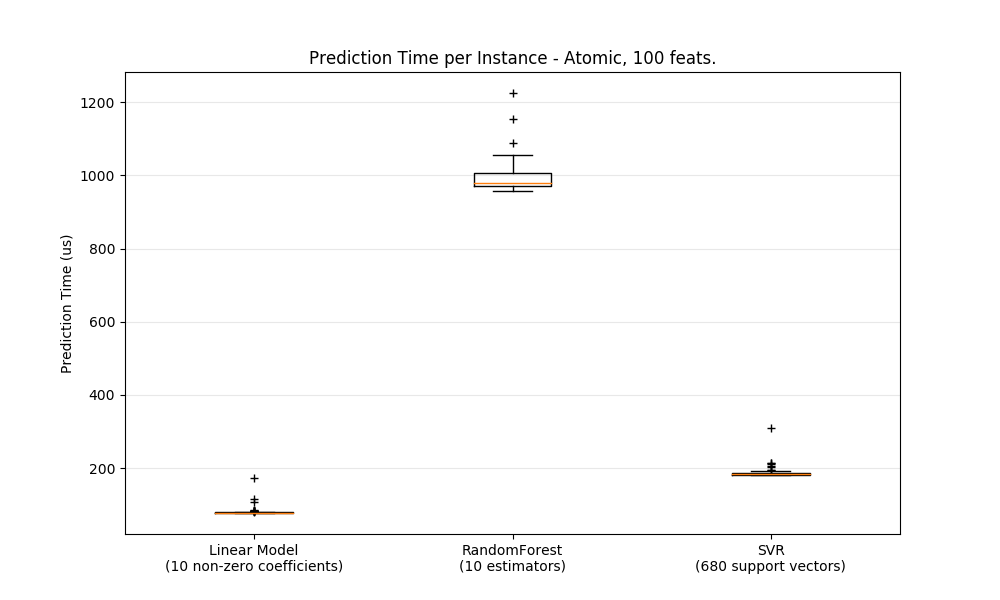 Prediction Time per Instance - Atomic, 100 feats.
Prediction Time (us)
1200
1000
800
600
400
200
Linear Model
(10 non-zero coefficients)
RandomForest
(10 estimators)
SVR
(680 support vectors)